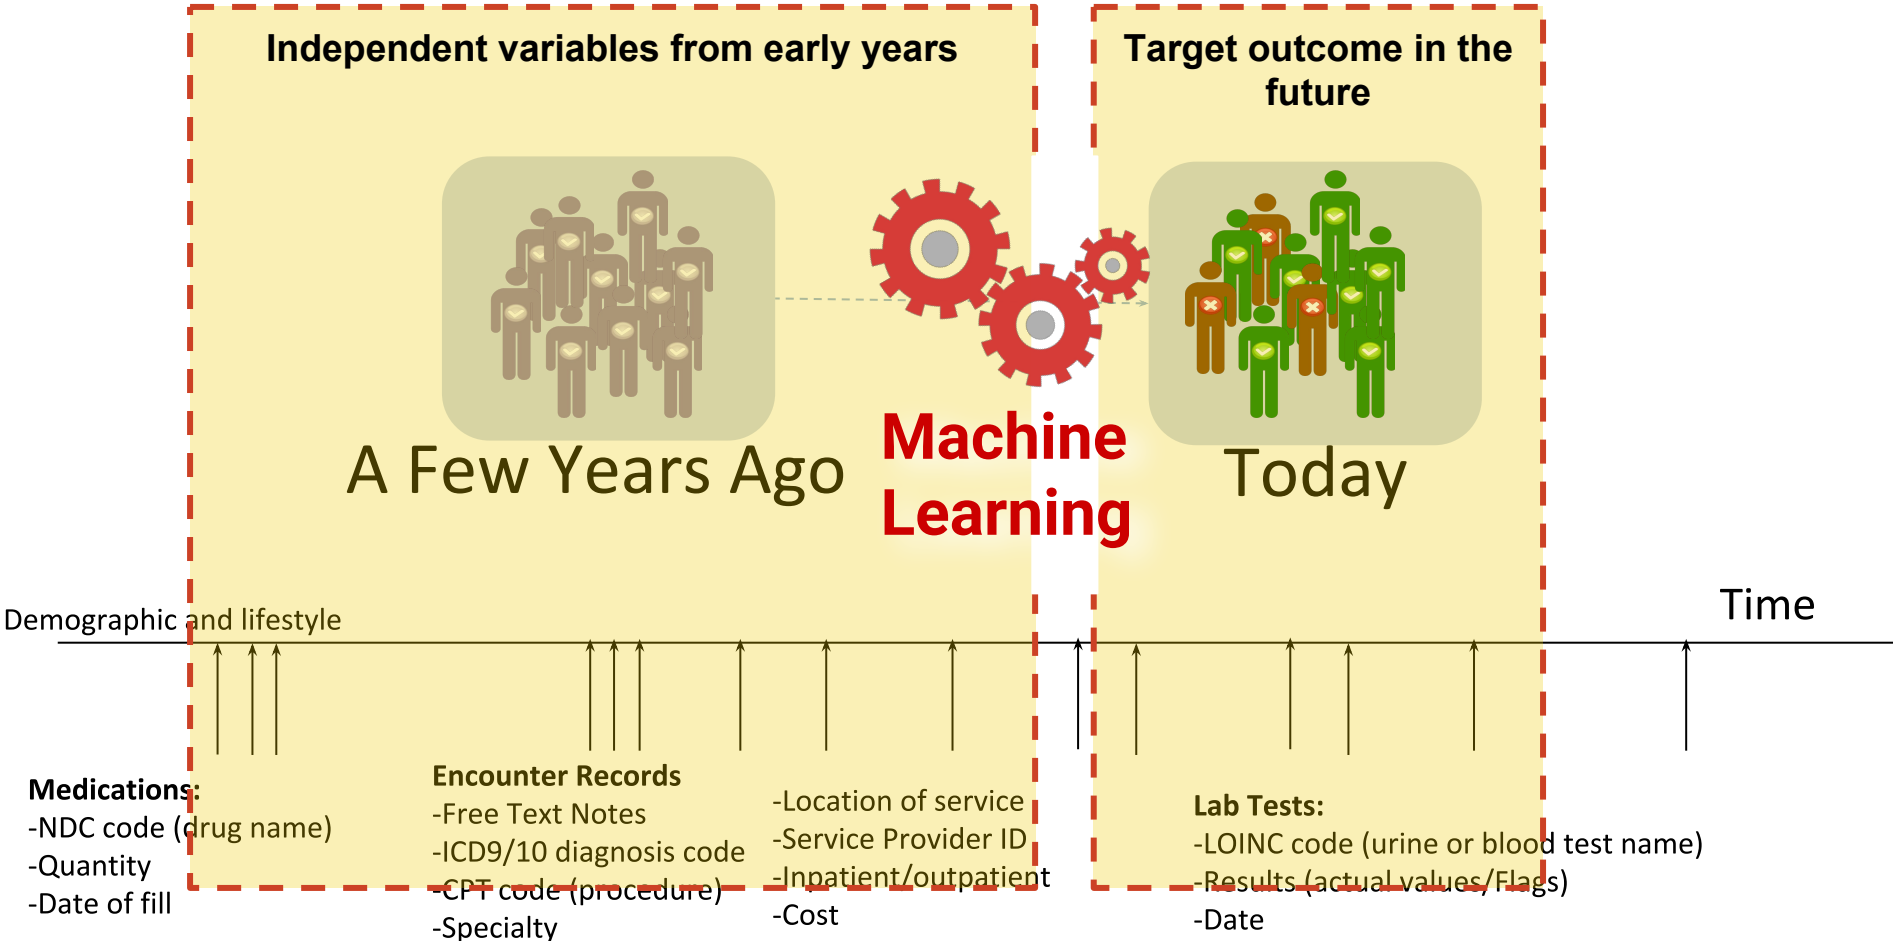 Independent variables from early years
Target outcome in the
future
A Few Years Ago
Machine
Learning
Today
Time
Demographic and lifestyle
Medications:
-NDC code (drug name)
-Quantity
-Date of fill
Encounter Records
-Free Text Notes
-ICD9/10 diagnosis code
-CPT code (procedure)
-Specialty
-Location of service
-Service Provider ID
-Inpatient/outpatient
-Cost
Lab Tests:
-LOINC code (urine or blood test name)
-Results (actual values/Flags)
-Date